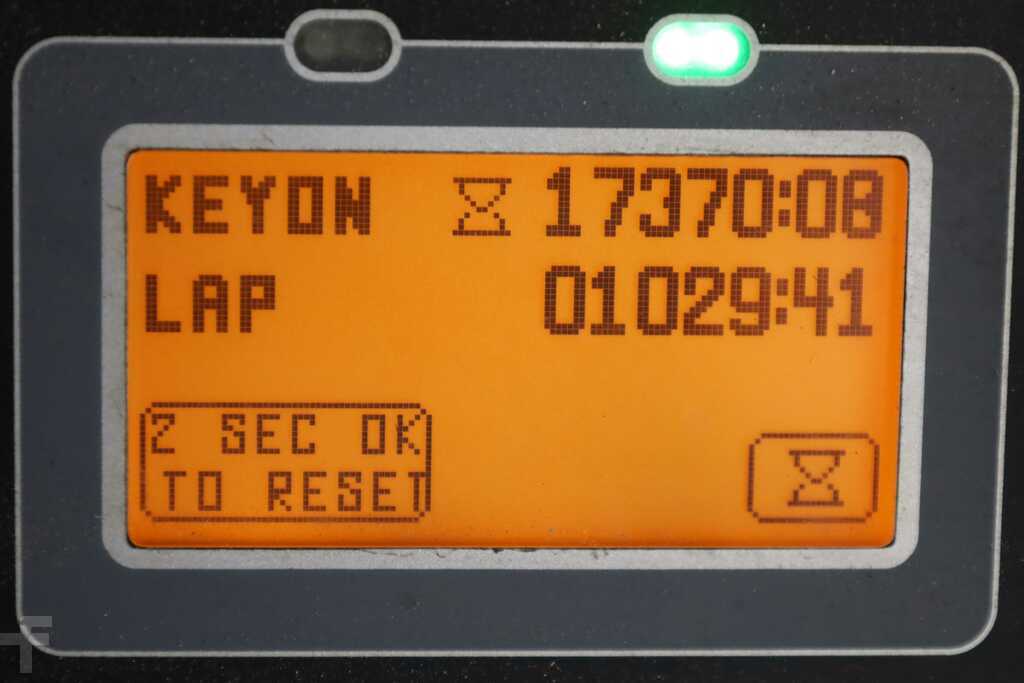 KEYON 17370:08
LAP 01029:41
2 SEC OK
TO RESET